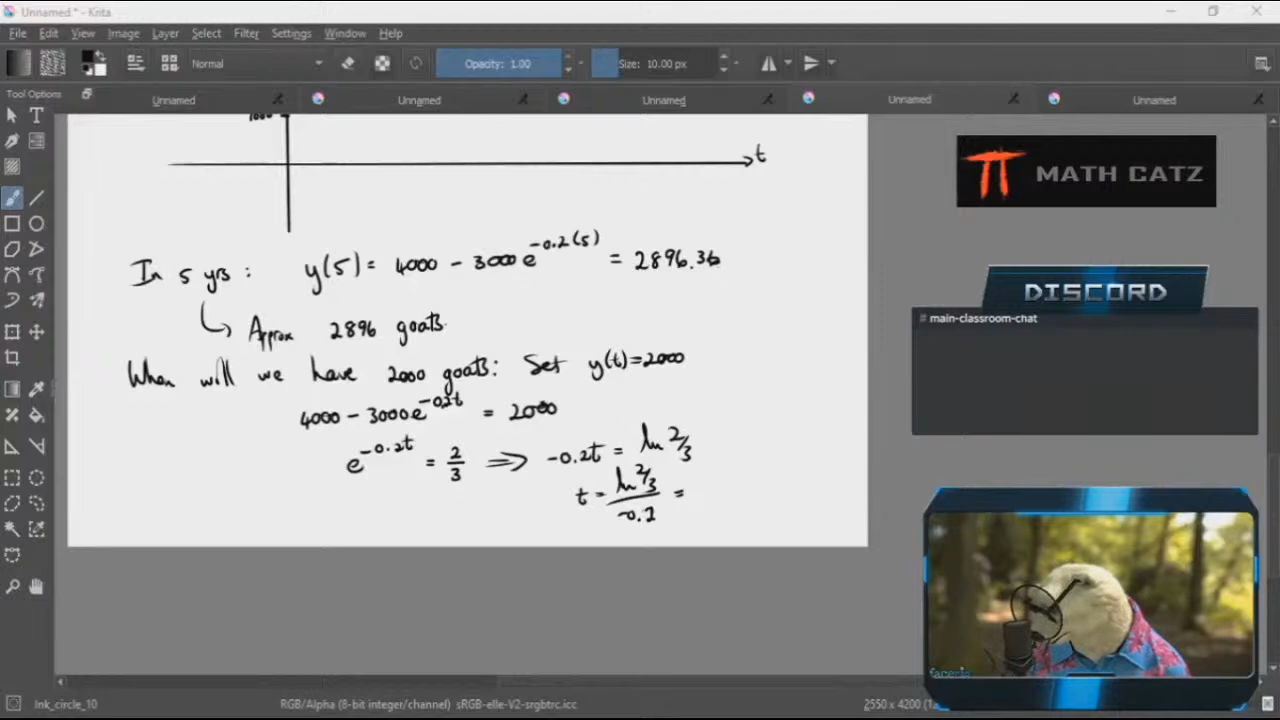 Unnamed * - Krita
File Edit View Image Layer Select Filter Settings Window Help
Normal Opacity: 1.00 Size: 10.00 px
Tool Options
Unnamed Unnamed Unnamed Unnamed Unnamed
1000
t
MATH CATZ
In 5 yrs : y(5) = 4000 - 3000e^{-0.2(5)} = 2896.36
Approx 2896 goats
When will we have 2000 goats: Set y(t)=2000
4000 - 3000e^{-0.2t} = 2000
e^{-0.2t} = 2/3 ⟹ -0.2t = ln 2/3
t = ln 2/3 / -0.2 =
DISCORD
# main-classroom-chat
facerig
Ink_circle_10 RGB/Alpha (8-bit integer/channel) sRGB-elle-V2-srgbtrc.icc 2550 x 4200 (1